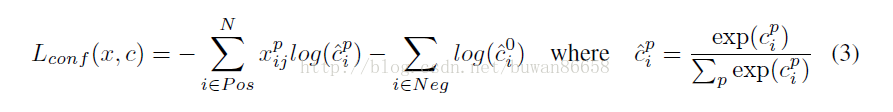 L_{conf}(x, c) = -\sum_{i \in Pos}^{N} x_{ij}^{p} log(\hat{c}_{i}^{p}) - \sum_{i \in Neg} log(\hat{c}_{i}^{0}) where \hat{c}_{i}^{p} = \frac{\exp(c_{i}^{p})}{\sum_{p} \exp(c_{i}^{p})} (3)
http://blog.csdn.net/buwan86658